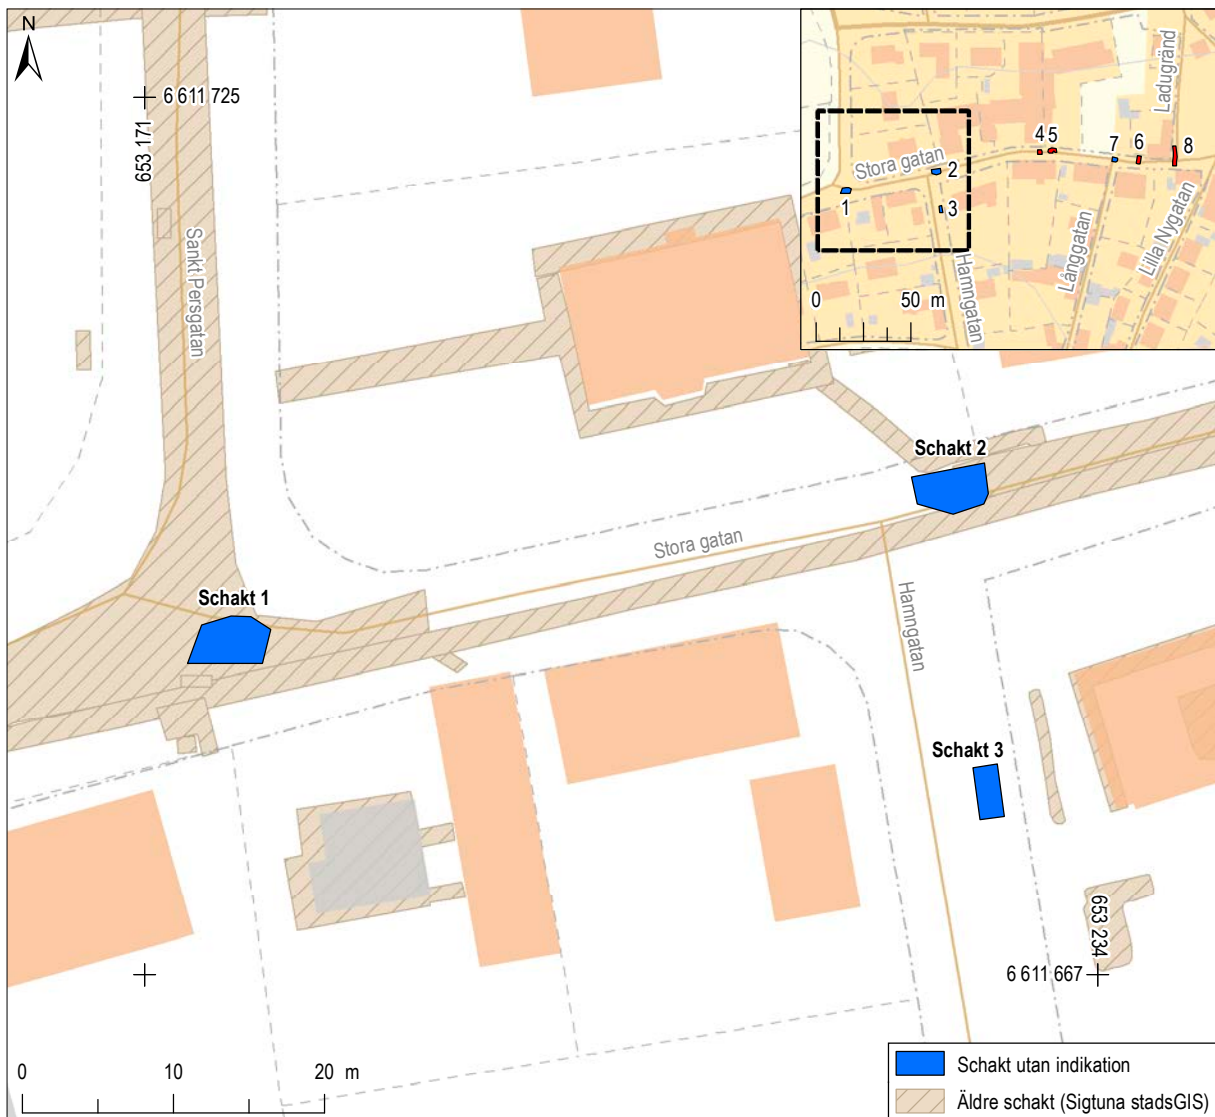 N
6 611 725
653 171
Sankt Persgatan
Stora gatan
Ladugränd
4 5
7 6 8
2
1
3
Hamngatan
Långgatan
Lilla Nygatan
0 50 m
Schakt 2
Stora gatan
Schakt 1
Hamngatan
Schakt 3
653 234
6 611 667
0 10 20 m
Schakt utan indikation
Äldre schakt (Sigtuna stadsGIS)